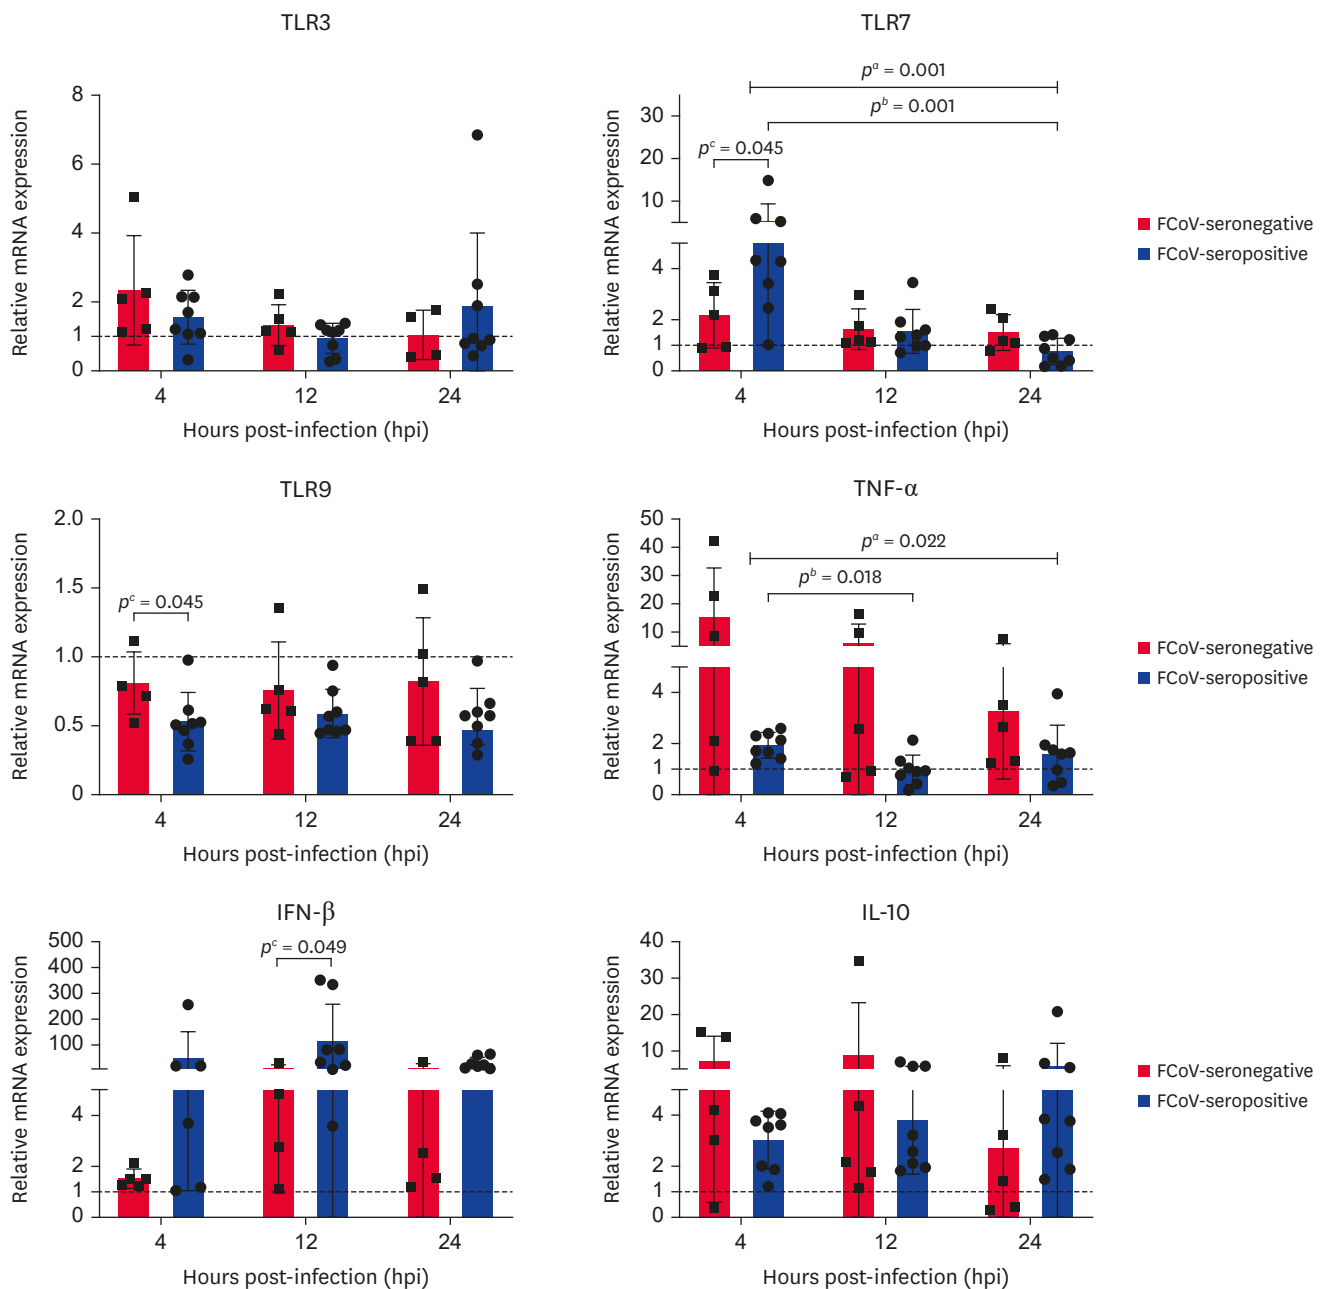 TLR3
Relative mRNA expression
8
6
4
2
1
0
4 12 24
Hours post-infection (hpi)
TLR7
Relative mRNA expression
30
20
10
4
2
1
0
pᵃ = 0.001
pᵇ = 0.001
pᶜ = 0.045
4 12 24
Hours post-infection (hpi)
FCoV-seronegative
FCoV-seropositive
TLR9
Relative mRNA expression
2.0
1.5
1.0
0.5
0
pᶜ = 0.045
4 12 24
Hours post-infection (hpi)
TNF-α
Relative mRNA expression
50
40
30
20
10
4
2
1
0
pᵃ = 0.022
pᵇ = 0.018
4 12 24
Hours post-infection (hpi)
FCoV-seronegative
FCoV-seropositive
IFN-β
Relative mRNA expression
500
400
300
200
100
4
2
1
0
pᶜ = 0.049
4 12 24
Hours post-infection (hpi)
IL-10
Relative mRNA expression
40
30
20
10
4
2
1
0
4 12 24
Hours post-infection (hpi)
FCoV-seronegative
FCoV-seropositive